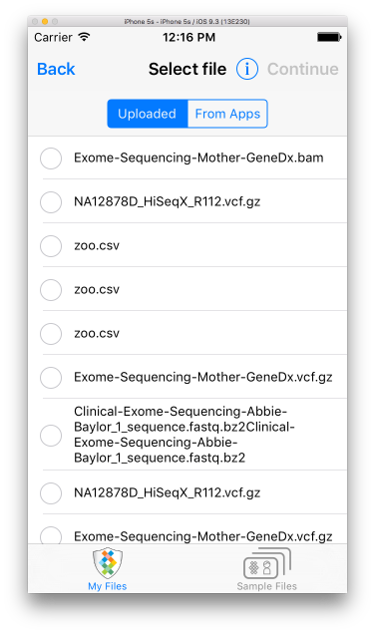 iPhone 5s - iPhone 5s / iOS 9.3 (13E230)
Carrier 12:16 PM
Back Select file i Continue
Uploaded From Apps
Exome-Sequencing-Mother-GeneDx.bam
NA12878D_HiSeqX_R112.vcf.gz
zoo.csv
zoo.csv
zoo.csv
Exome-Sequencing-Mother-GeneDx.vcf.gz
Clinical-Exome-Sequencing-Abbie-
Baylor_1_sequence.fastq.bz2Clinical-
Exome-Sequencing-Abbie-
Baylor_1_sequence.fastq.bz2
NA12878D_HiSeqX_R112.vcf.gz
Exome-Sequencing-Mother-GeneDx.vcf.gz
My Files Sample Files